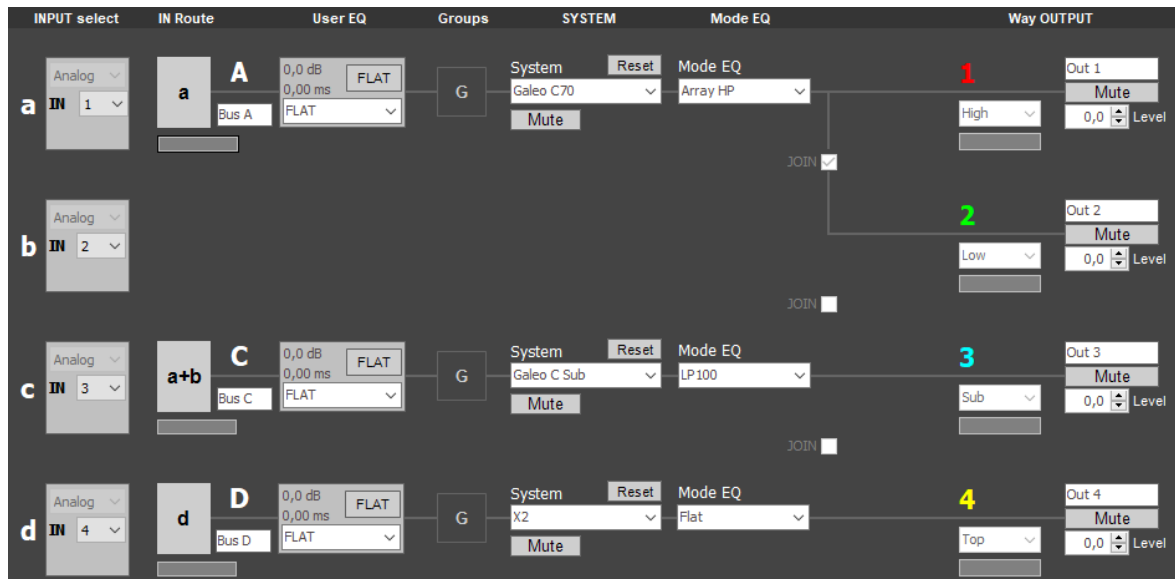 INPUT select IN Route User EQ Groups SYSTEM Mode EQ Way OUTPUT
a Analog IN 1
a A Bus A
0,0 dB 0,00 ms FLAT
FLAT
G
System Reset
Galeo C70
Mute
Mode EQ
Array HP
1 High
Out 1
Mute
0,0 Level
JOIN
b Analog IN 2
2 Low
Out 2
Mute
0,0 Level
JOIN
c Analog IN 3
a+b C Bus C
0,0 dB 0,00 ms FLAT
FLAT
G
System Reset
Galeo C Sub
Mute
Mode EQ
LP100
3 Sub
Out 3
Mute
0,0 Level
JOIN
d Analog IN 4
d D Bus D
0,0 dB 0,00 ms FLAT
FLAT
G
System Reset
X2
Mute
Mode EQ
Flat
4 Top
Out 4
Mute
0,0 Level